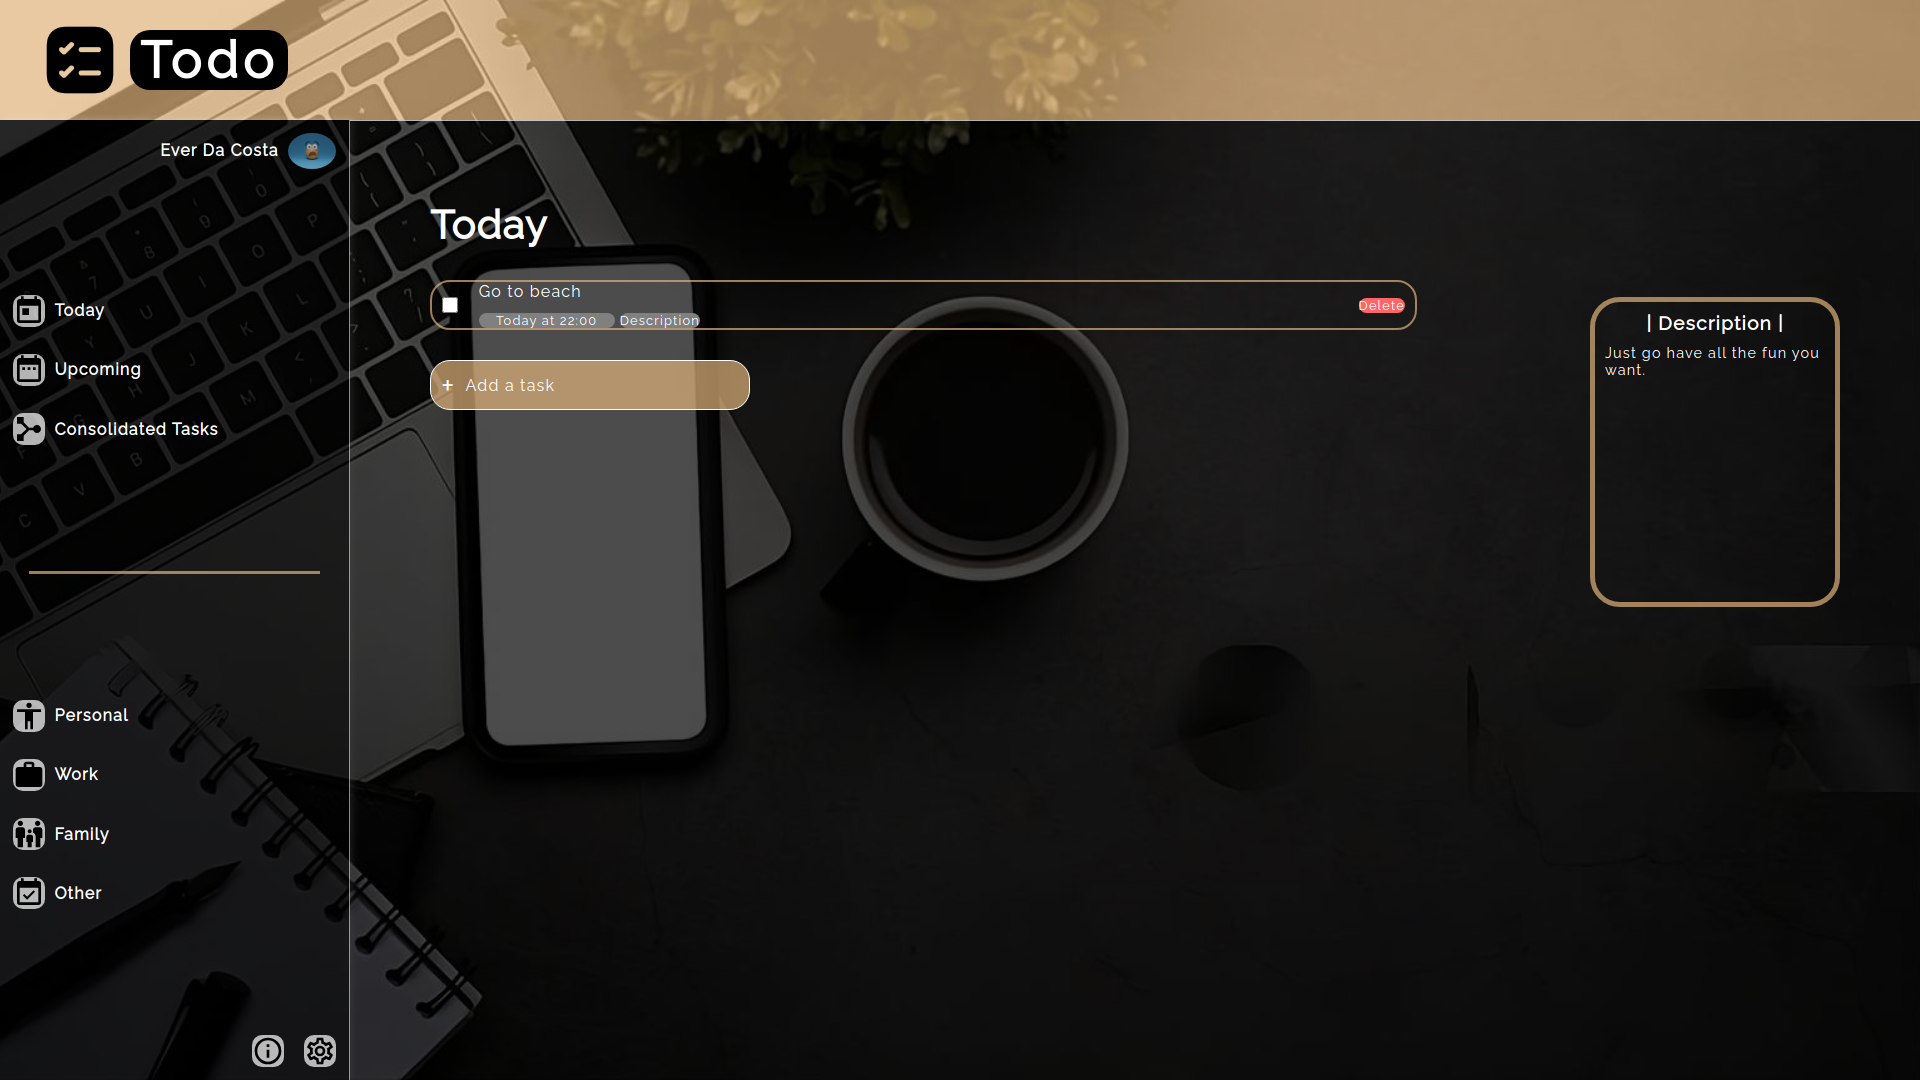 Todo
Ever Da Costa
Today
Upcoming
Consolidated Tasks
Personal
Work
Family
Other
Today
Go to beach
Today at 22:00 Description
Delete
+ Add a task
| Description |
Just go have all the fun you
want.